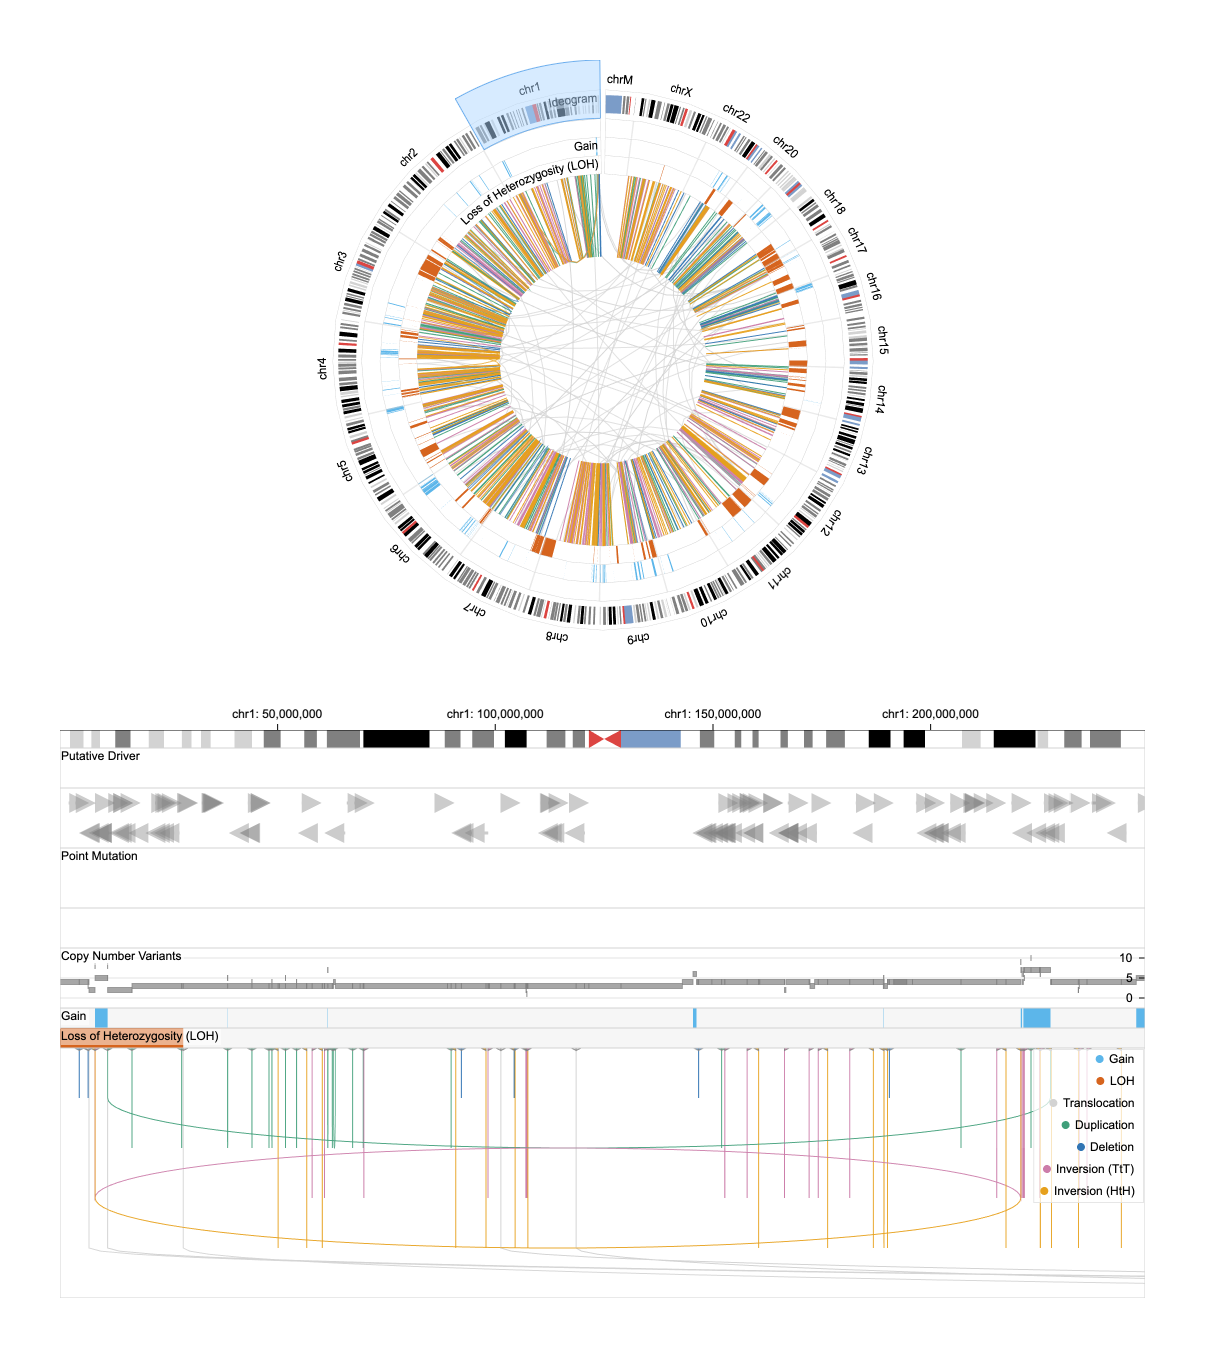 chrM
chrX
chr22
chr20
chr18
chr17
chr16
chr15
chr14
chr13
chr12
chr11
chr10
chr9
chr8
chr7
chr6
chr5
chr4
chr3
chr2
chr1
Ideogram
Gain
Loss of Heterozygosity (LOH)
chr1: 50,000,000
chr1: 100,000,000
chr1: 150,000,000
chr1: 200,000,000
Putative Driver
Point Mutation
Copy Number Variants
10
5
0
Gain
Loss of Heterozygosity (LOH)
Gain
LOH
Translocation
Duplication
Deletion
Inversion (TtT)
Inversion (HtH)